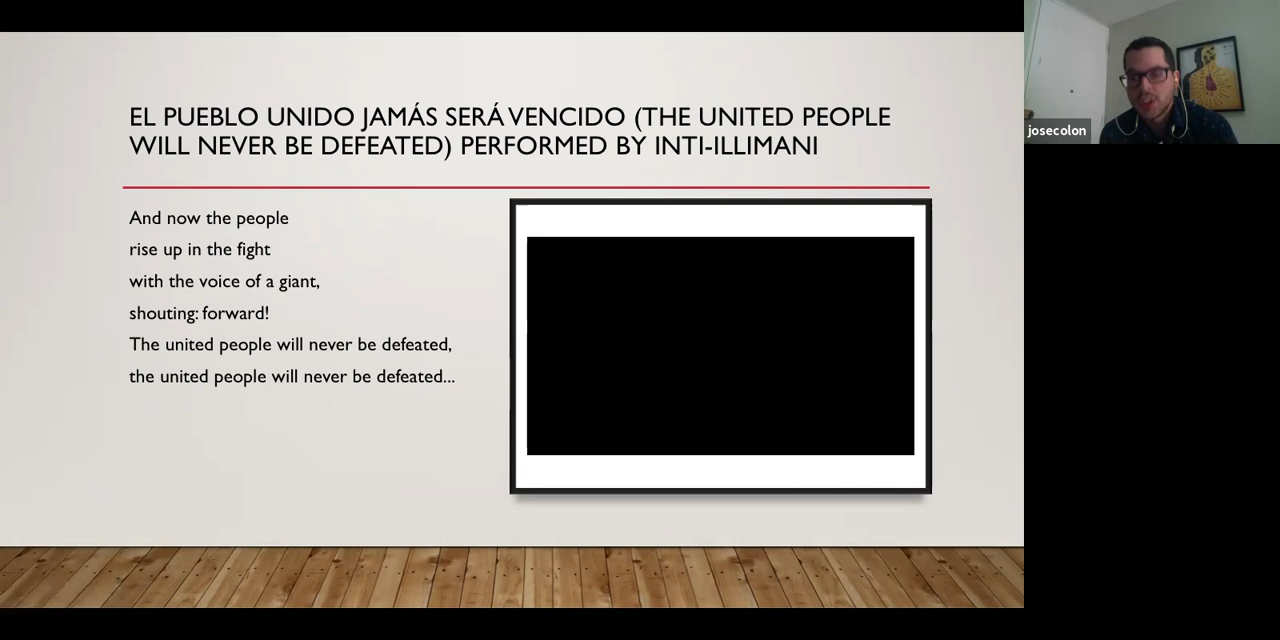 EL PUEBLO UNIDO JAMÁS SERÁ VENCIDO (THE UNITED PEOPLE
WILL NEVER BE DEFEATED) PERFORMED BY INTI-ILLIMANI
And now the people
rise up in the fight
with the voice of a giant,
shouting: forward!
The united people will never be defeated,
the united people will never be defeated...
josecolon